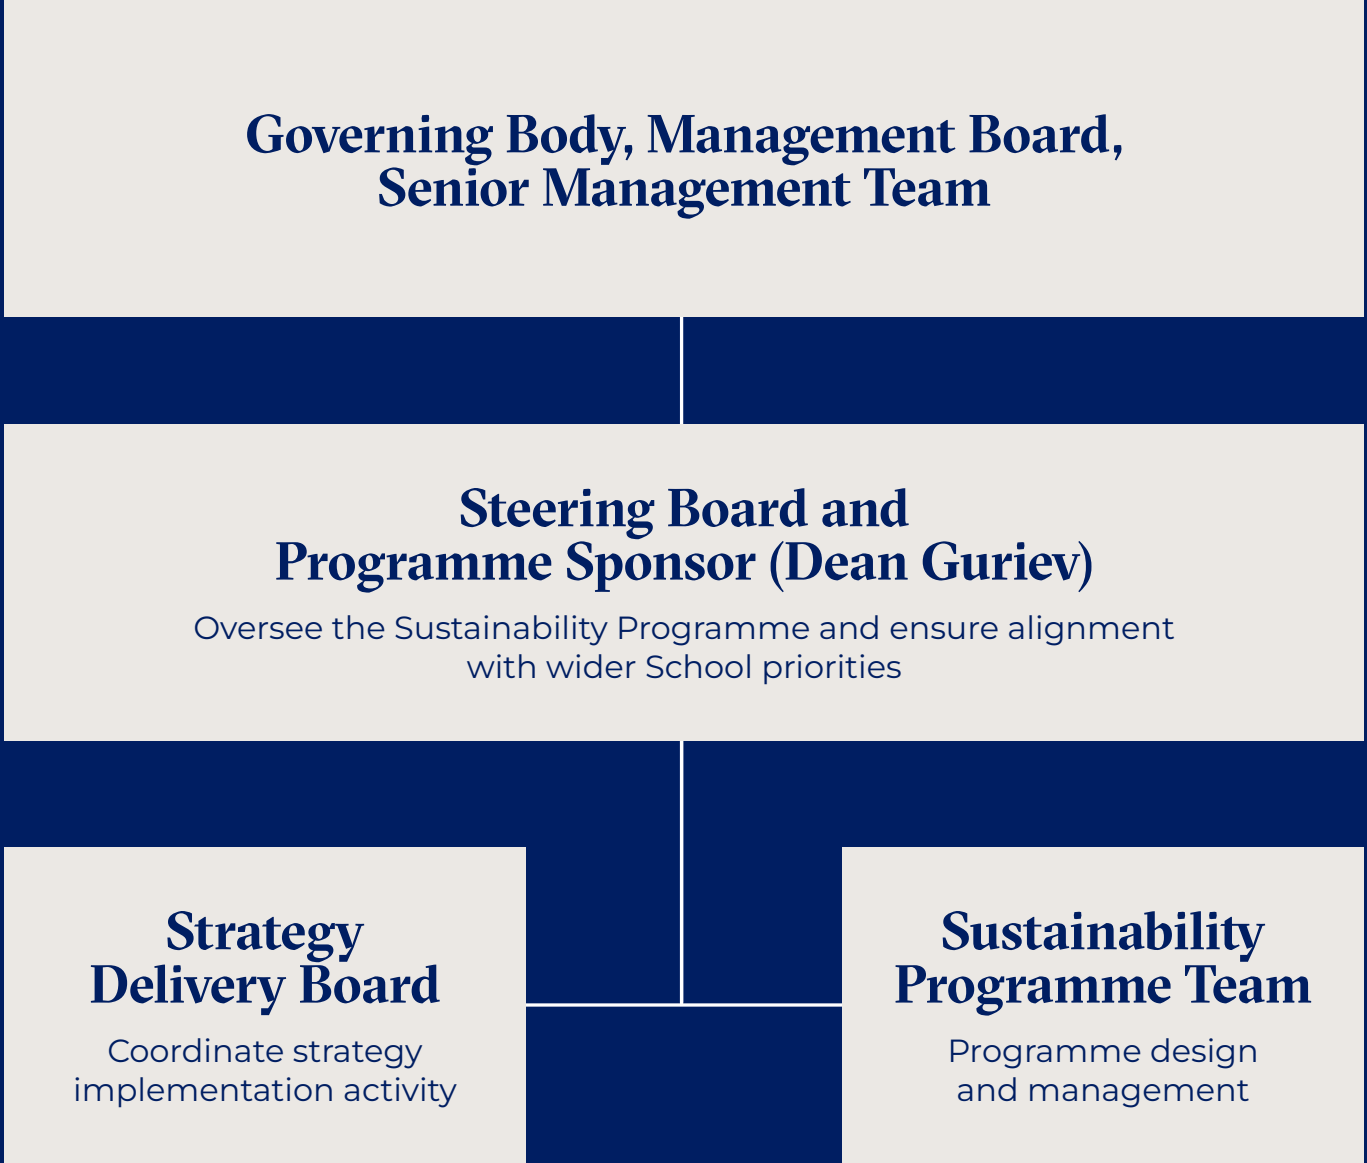 Governing Body, Management Board,
Senior Management Team
Steering Board and
Programme Sponsor (Dean Guriev)
Oversee the Sustainability Programme and ensure alignment
with wider School priorities
Strategy
Delivery Board
Coordinate strategy
implementation activity
Sustainability
Programme Team
Programme design
and management